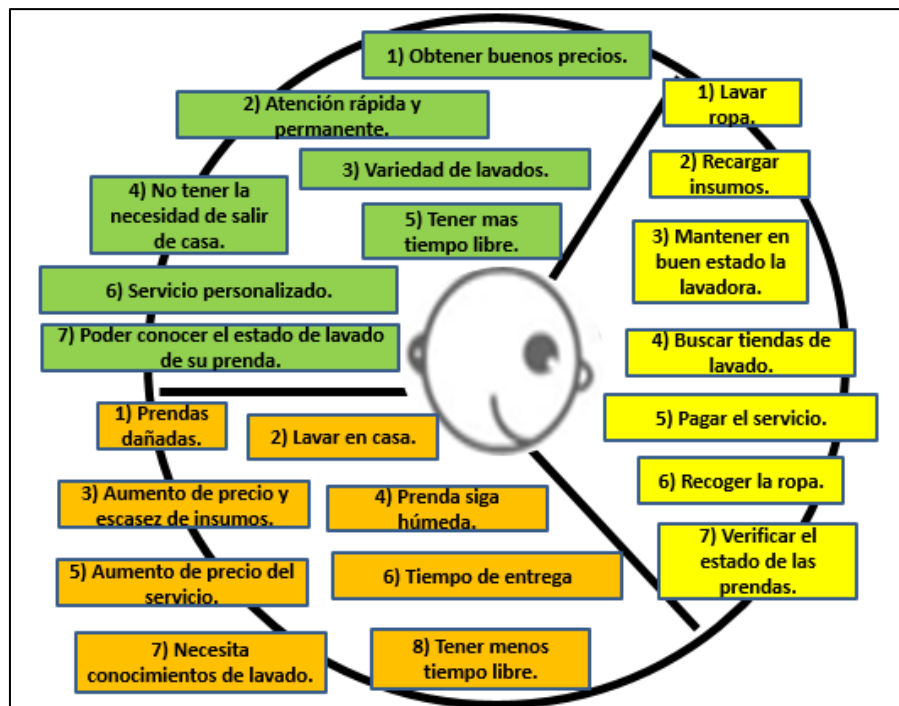 1) Obtener buenos precios.
2) Atención rápida y
permanente.
3) Variedad de lavados.
4) No tener la
necesidad de salir
de casa.
5) Tener mas
tiempo libre.
6) Servicio personalizado.
7) Poder conocer el estado de lavado
de su prenda.
1) Lavar
ropa.
2) Recargar
insumos.
3) Mantener en
buen estado la
lavadora.
4) Buscar tiendas de
lavado.
5) Pagar el servicio.
6) Recoger la ropa.
7) Verificar el
estado de las
prendas.
1) Prendas
dañadas.
2) Lavar en casa.
3) Aumento de precio y
escasez de insumos.
4) Prenda siga
húmeda.
5) Aumento de precio del
servicio.
6) Tiempo de entrega
7) Necesita
conocimientos de lavado.
8) Tener menos
tiempo libre.